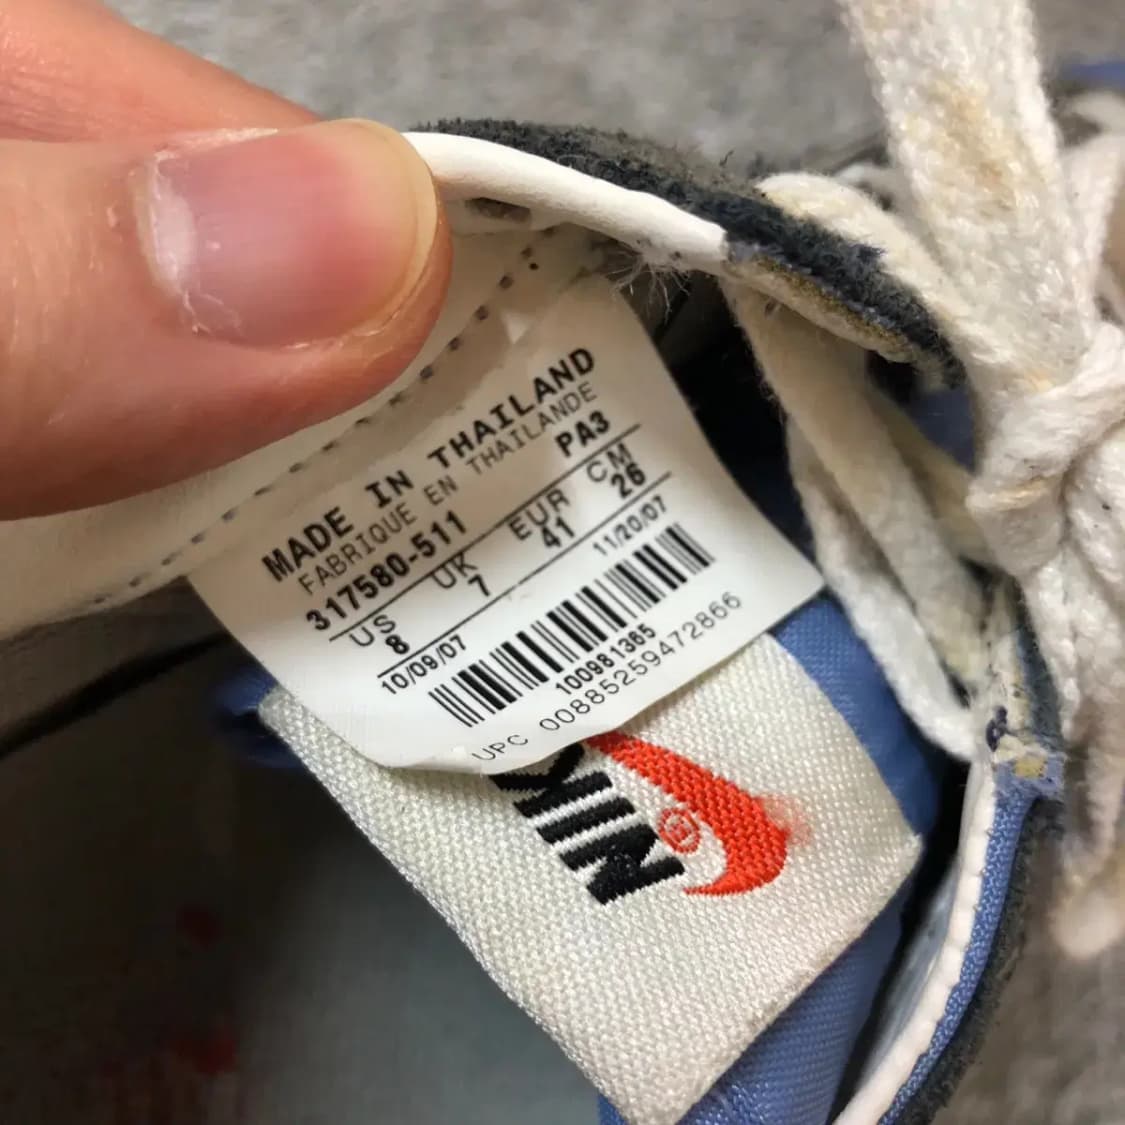 MADE IN THAILAND
FABRIQUE EN THAILANDE
317580-511 PA3
US UK EUR CM
8 7 41 26
10/09/07 11/20/07
100981365
UPC 00885259472866
NIK
®